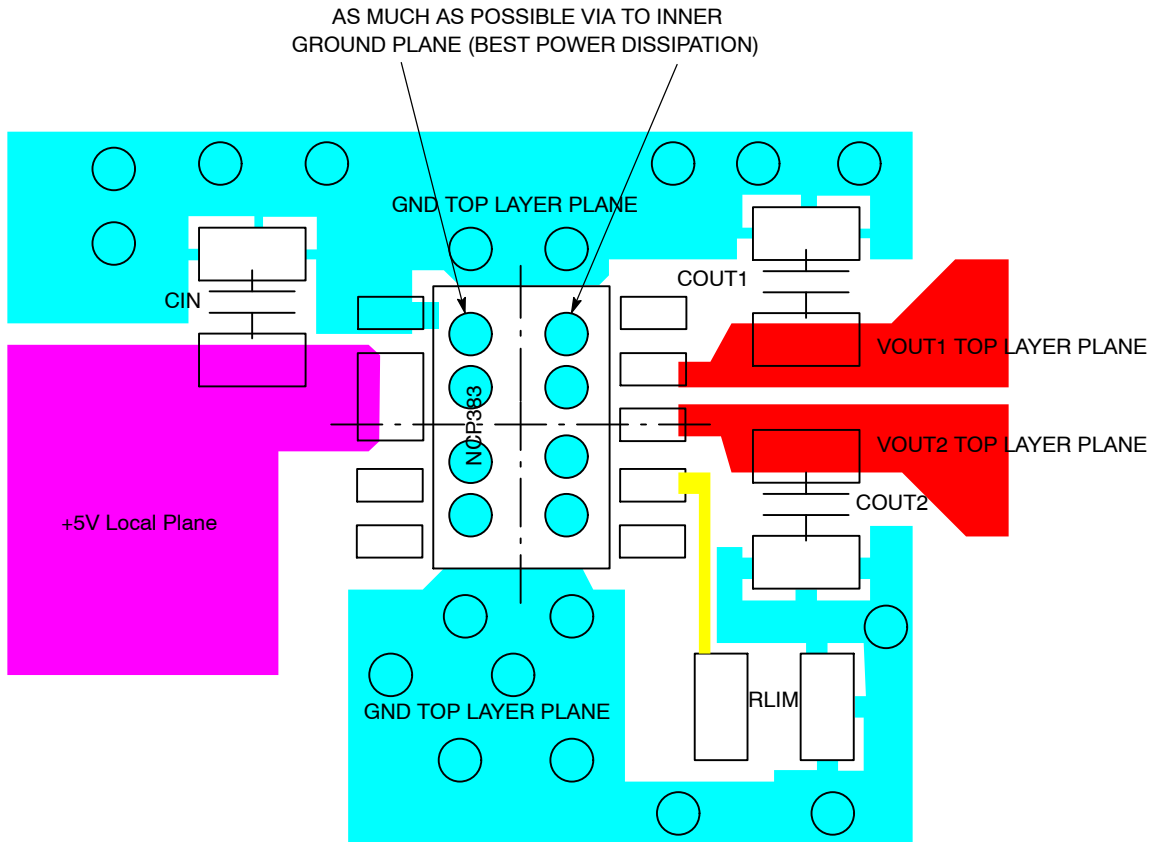 AS MUCH AS POSSIBLE VIA TO INNER
GROUND PLANE (BEST POWER DISSIPATION)
GND TOP LAYER PLANE
COUT1
CIN
VOUT1 TOP LAYER PLANE
NCP383
VOUT2 TOP LAYER PLANE
COUT2
+5V Local Plane
RLIM
GND TOP LAYER PLANE